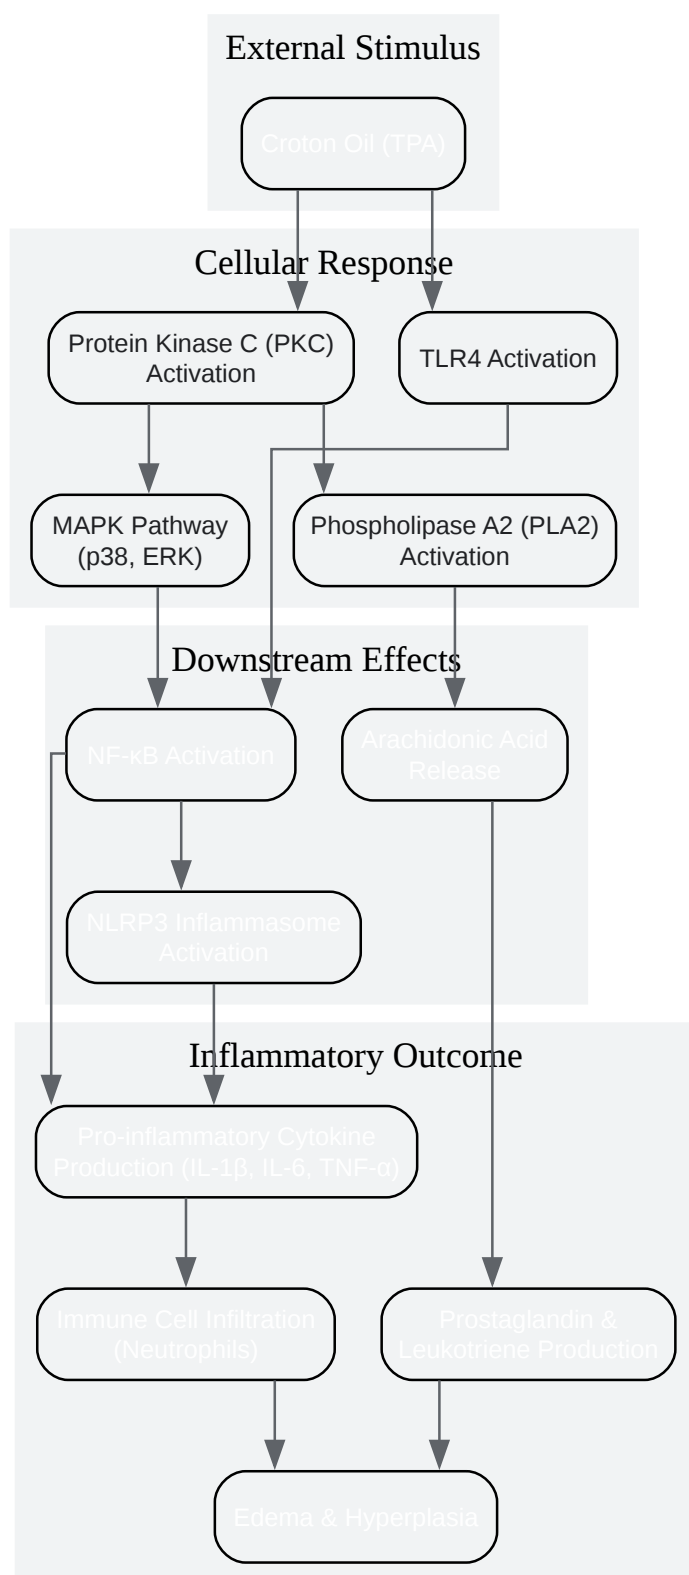 External Stimulus
Croton Oil (TPA)
Cellular Response
Protein Kinase C (PKC)
Activation
TLR4 Activation
MAPK Pathway
(p38, ERK)
Phospholipase A2 (PLA2)
Activation
Downstream Effects
NF-κB Activation
Arachidonic Acid
Release
NLRP3 Inflammasome
Activation
Inflammatory Outcome
Pro-inflammatory Cytokine
Production (IL-1β, IL-6, TNF-α)
Immune Cell Infiltration
(Neutrophils)
Prostaglandin &
Leukotriene Production
Edema & Hyperplasia